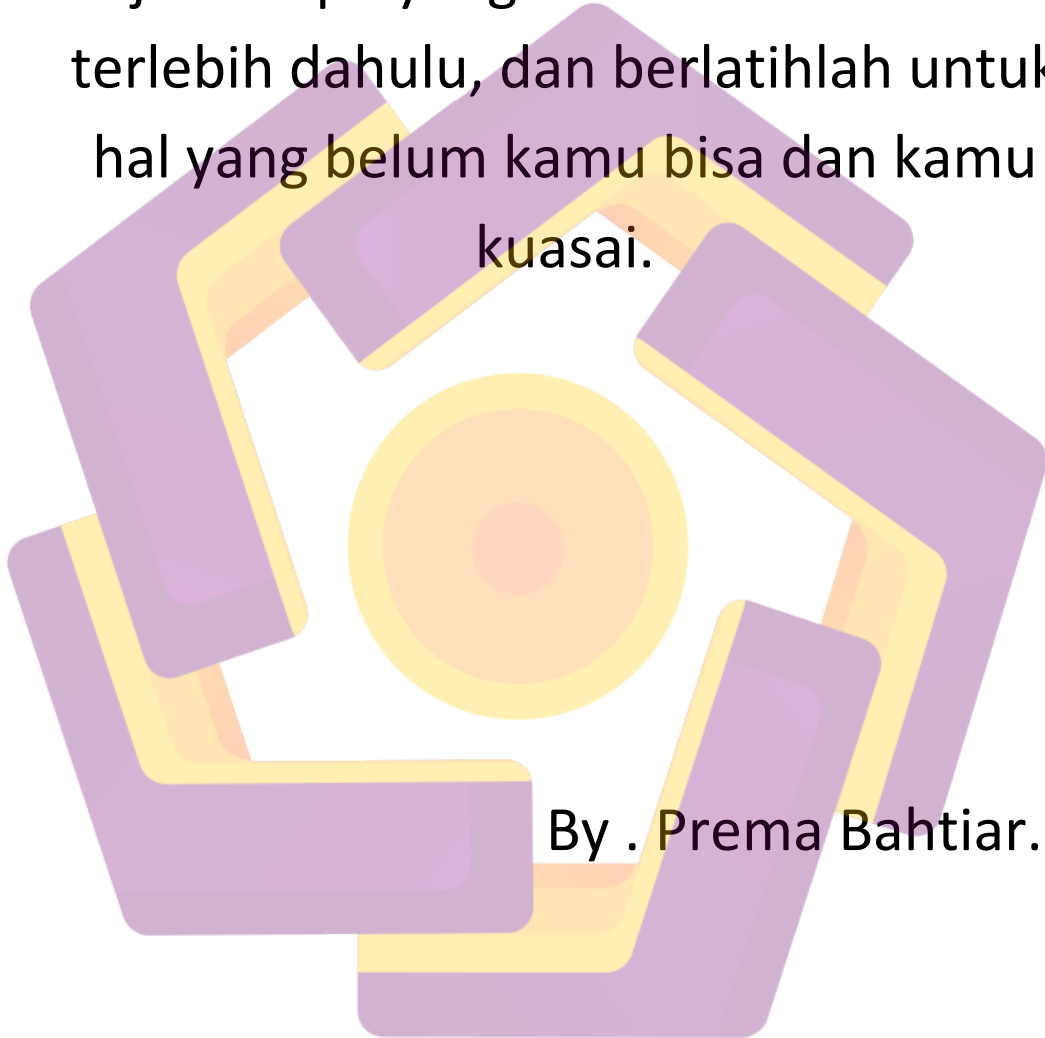 terlebih dahulu, dan berlatihlah untuk
hal yang belum kamu bisa dan kamu
kuasai.
By . Prema Bahtiar.